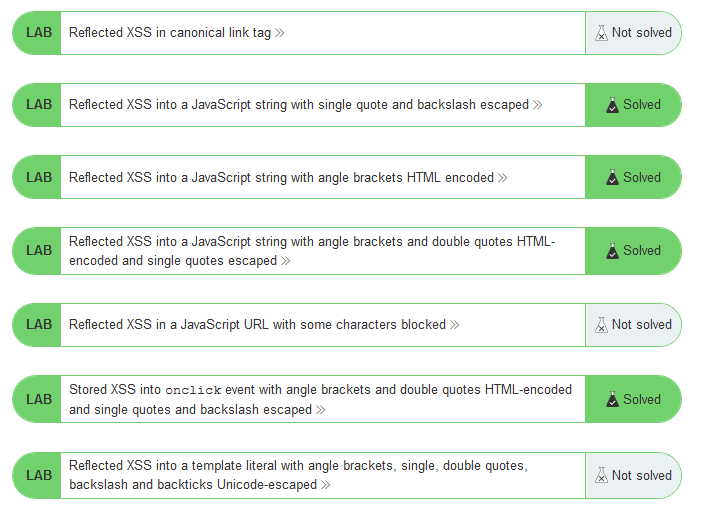 LAB Reflected XSS in canonical link tag » Not solved
LAB Reflected XSS into a JavaScript string with single quote and backslash escaped » Solved
LAB Reflected XSS into a JavaScript string with angle brackets HTML encoded » Solved
LAB Reflected XSS into a JavaScript string with angle brackets and double quotes HTML-
encoded and single quotes escaped » Solved
LAB Reflected XSS in a JavaScript URL with some characters blocked » Not solved
LAB Stored XSS into onclick event with angle brackets and double quotes HTML-encoded
and single quotes and backslash escaped » Solved
LAB Reflected XSS into a template literal with angle brackets, single, double quotes,
backslash and backticks Unicode-escaped » Not solved